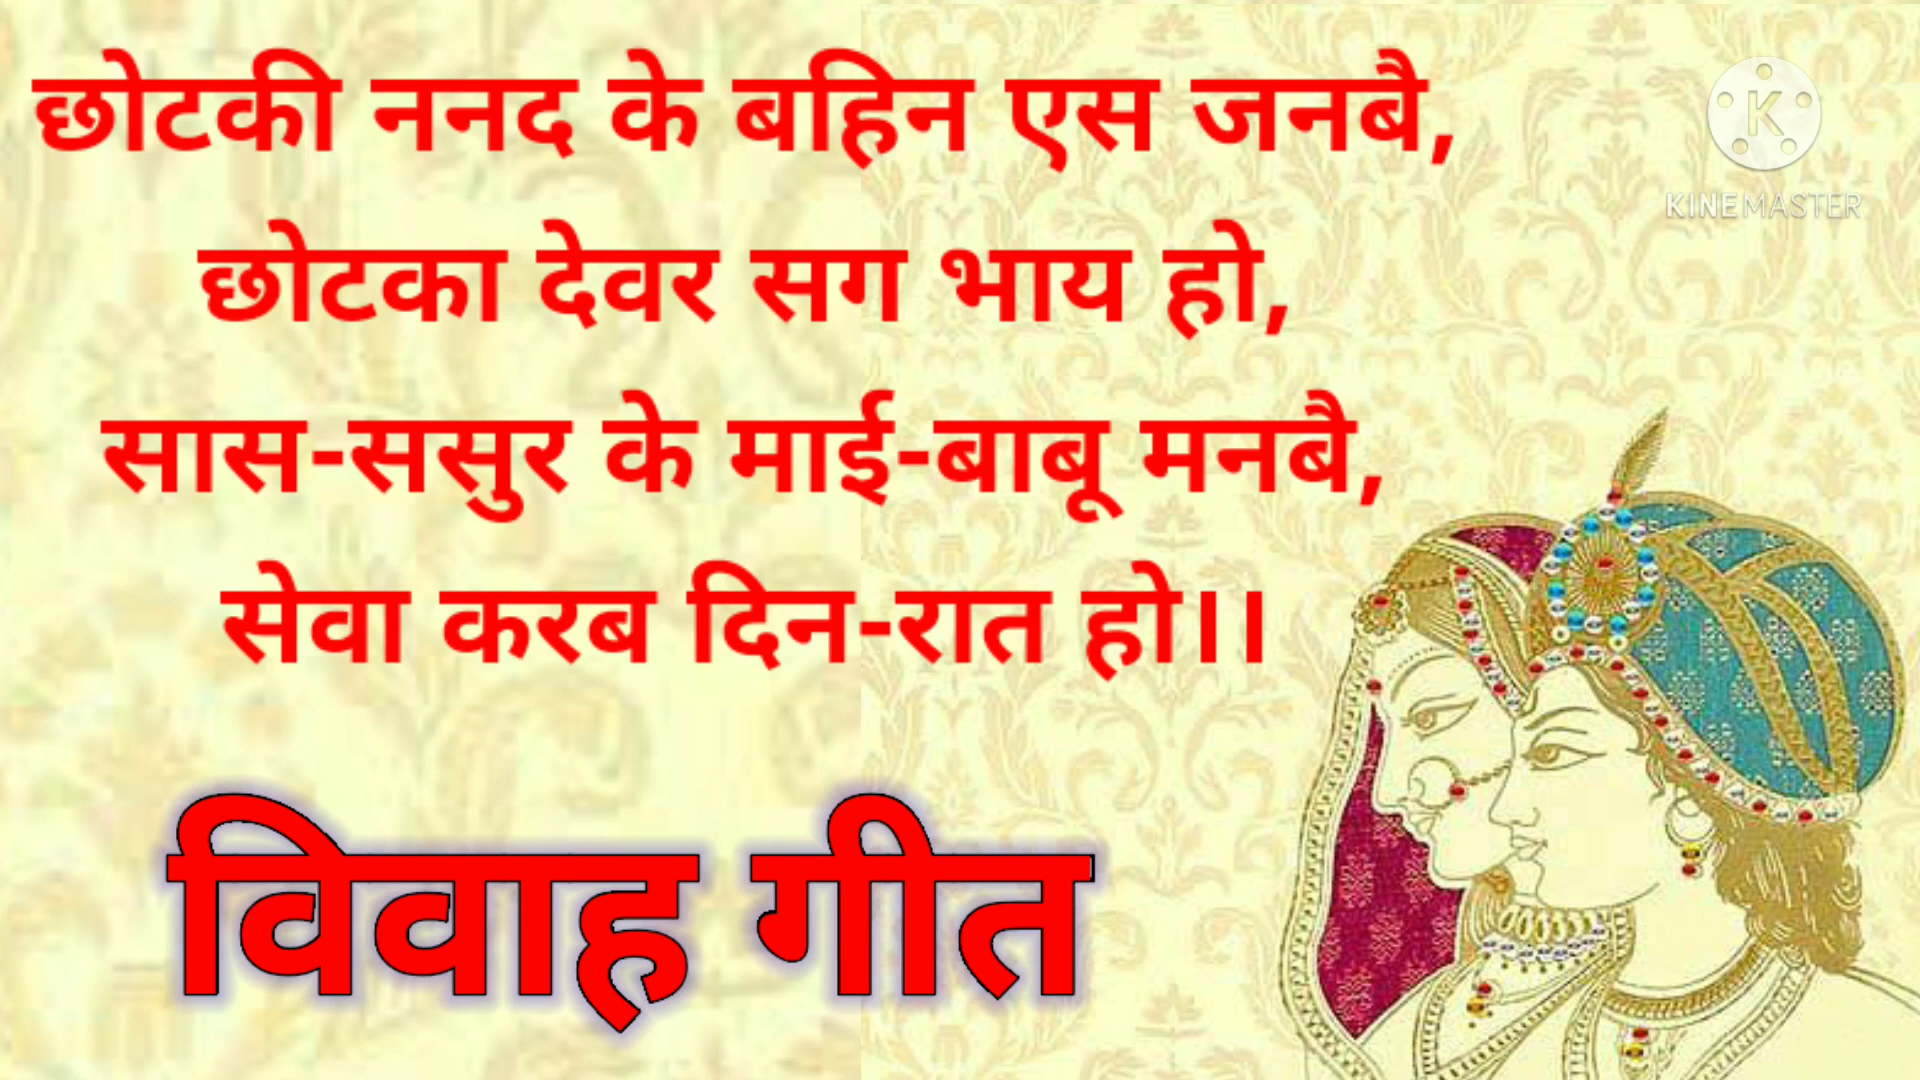 छोटकी ननद के बहिन एस जनबै,
छोटका देवर सग भाय हो,
सास-ससुर के माई-बाबू मनबै,
सेवा करब दिन-रात हो।।
विवाह गीत
K
KINEMASTER